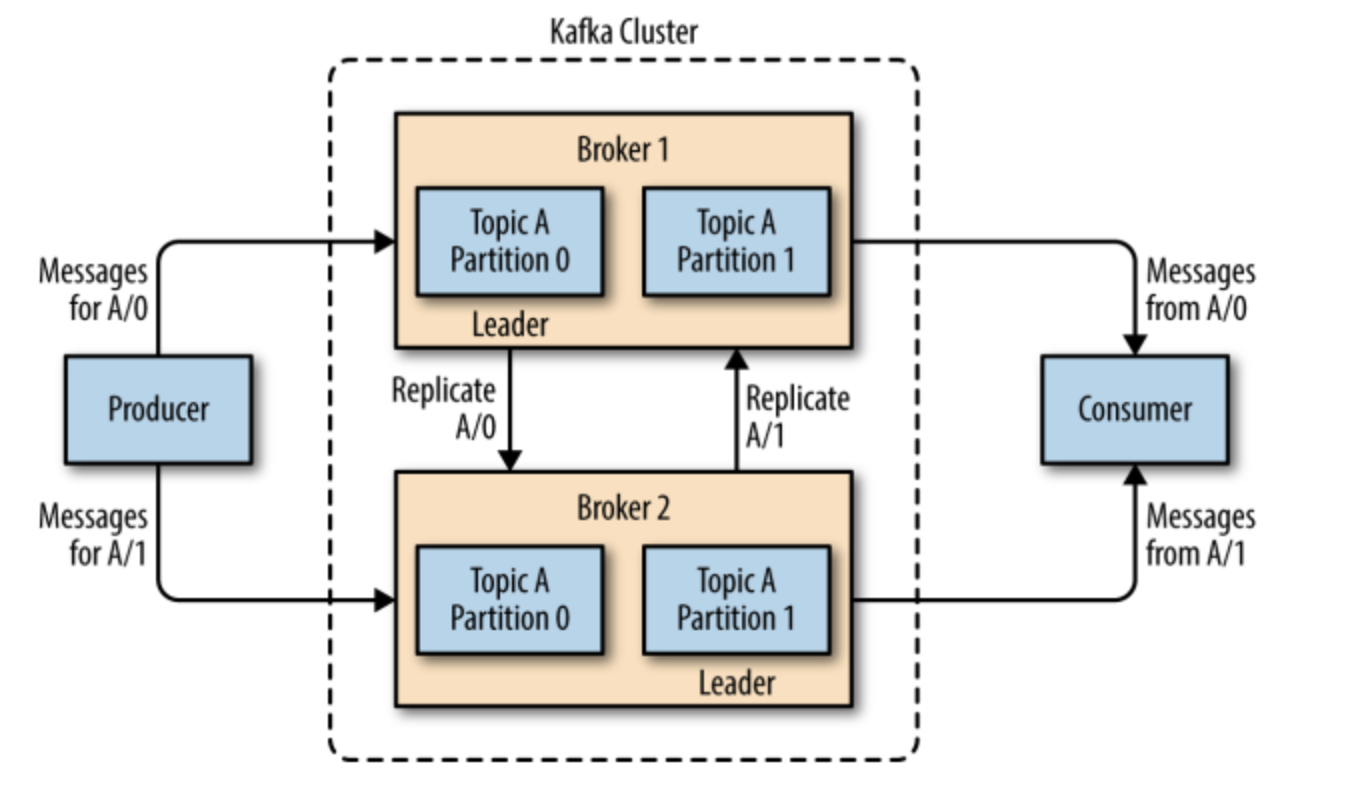 Kafka Cluster
Broker 1
Topic A
Partition 0
Topic A
Partition 1
Leader
Messages
for A/0
Messages
from A/0
Replicate
A/0
Replicate
A/1
Producer
Consumer
Broker 2
Topic A
Partition 0
Topic A
Partition 1
Leader
Messages
for A/1
Messages
from A/1